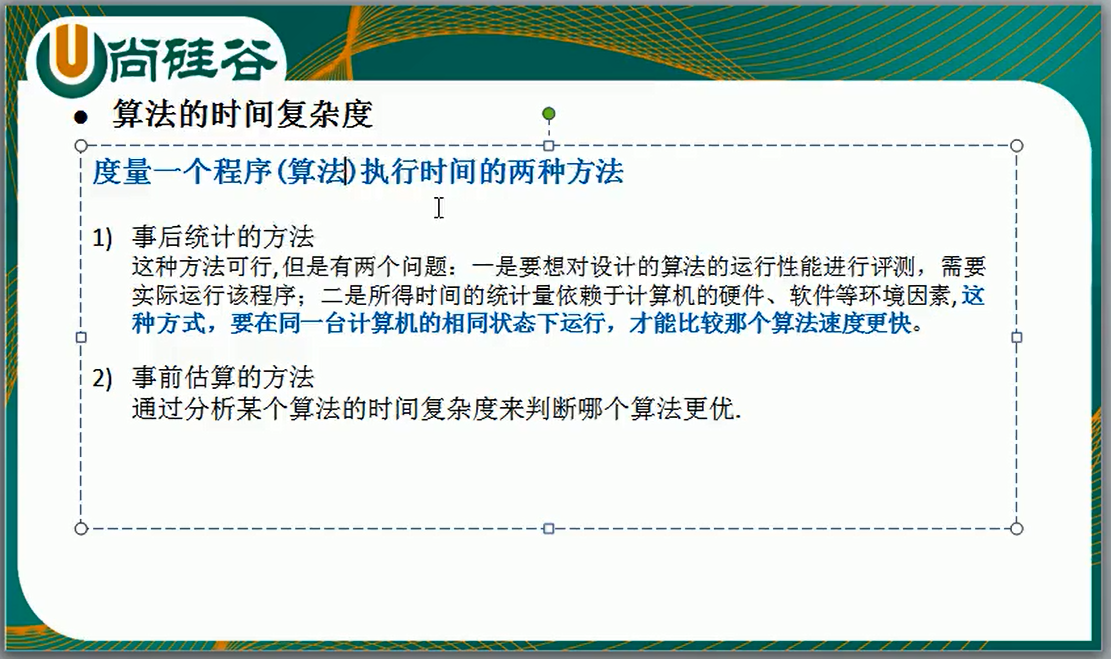 尚硅谷
● 算法的时间复杂度
度量一个程序(算法)执行时间的两种方法
1) 事后统计的方法
这种方法可行,但是有两个问题：一是要想对设计的算法的运行性能进行评测，需要
实际运行该程序；二是所得时间的统计量依赖于计算机的硬件、软件等环境因素,这
种方式，要在同一台计算机的相同状态下运行，才能比较那个算法速度更快。
2) 事前估算的方法
通过分析某个算法的时间复杂度来判断哪个算法更优.